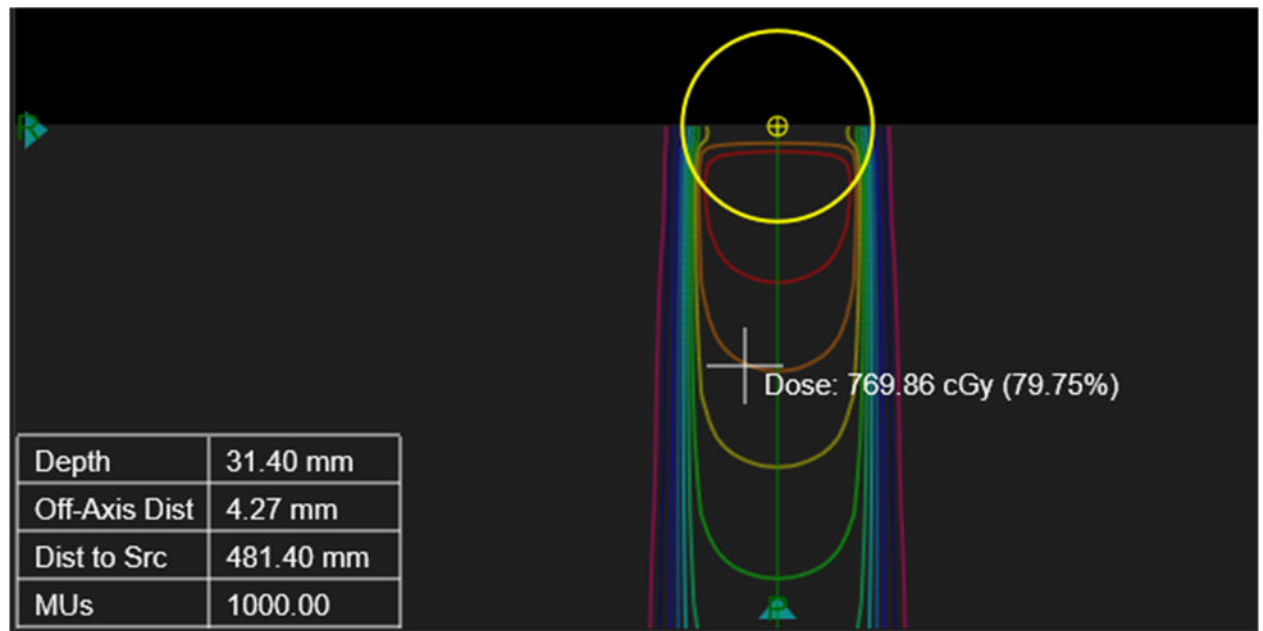 R
Dose: 769.86 cGy (79.75%)
Depth 31.40 mm
Off-Axis Dist 4.27 mm
Dist to Src 481.40 mm
MUs 1000.00
P